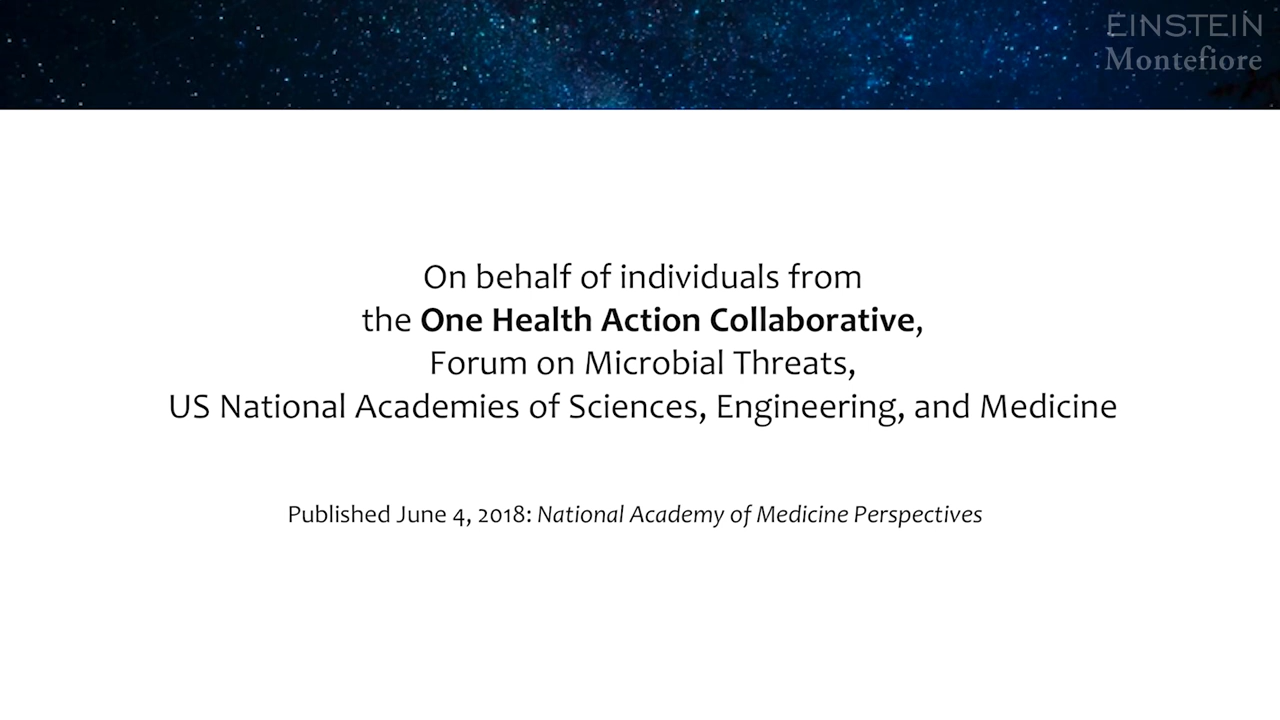 EINSTEIN
Montefiore
On behalf of individuals from
the One Health Action Collaborative,
Forum on Microbial Threats,
US National Academies of Sciences, Engineering, and Medicine
Published June 4, 2018: National Academy of Medicine Perspectives